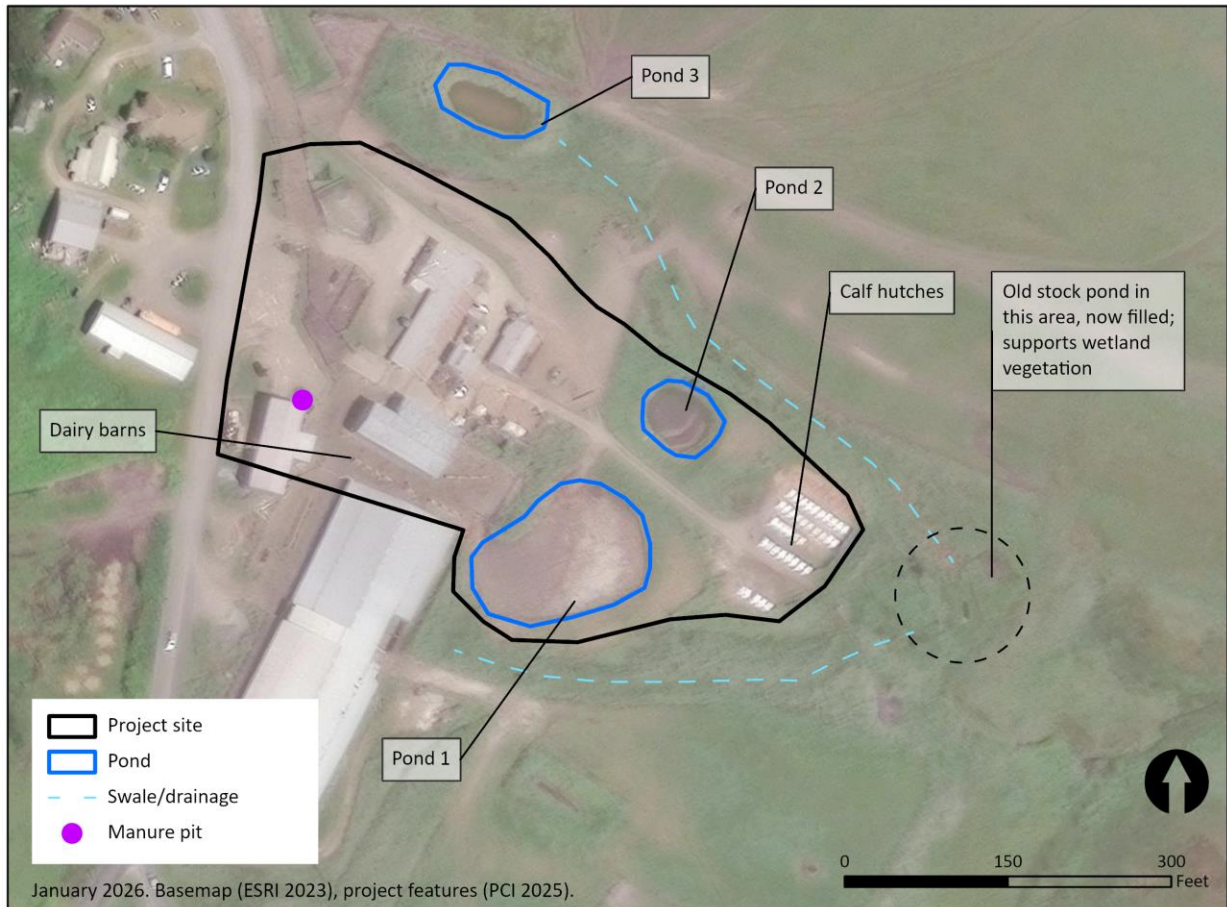 Pond 3
Pond 2
Calf hutches
Old stock pond in
this area, now filled;
supports wetland
vegetation
Dairy barns
Pond 1
Project site
Pond
Swale/drainage
Manure pit
0 150 300
Feet
January 2026. Basemap (ESRI 2023), project features (PCI 2025).